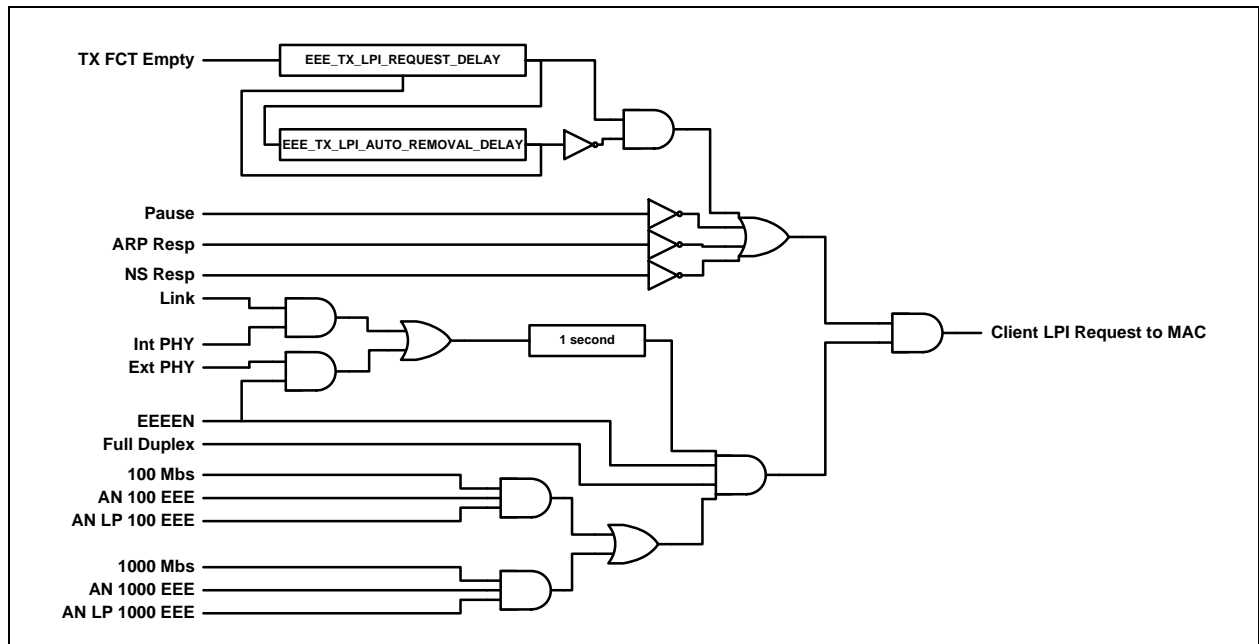 TX FCT Empty
EEE_TX_LPI_REQUEST_DELAY
EEE_TX_LPI_AUTO_REMOVAL_DELAY
Pause
ARP Resp
NS Resp
Link
Int PHY
Ext PHY
1 second
Client LPI Request to MAC
EEEEN
Full Duplex
100 Mbs
AN 100 EEE
AN LP 100 EEE
1000 Mbs
AN 1000 EEE
AN LP 1000 EEE